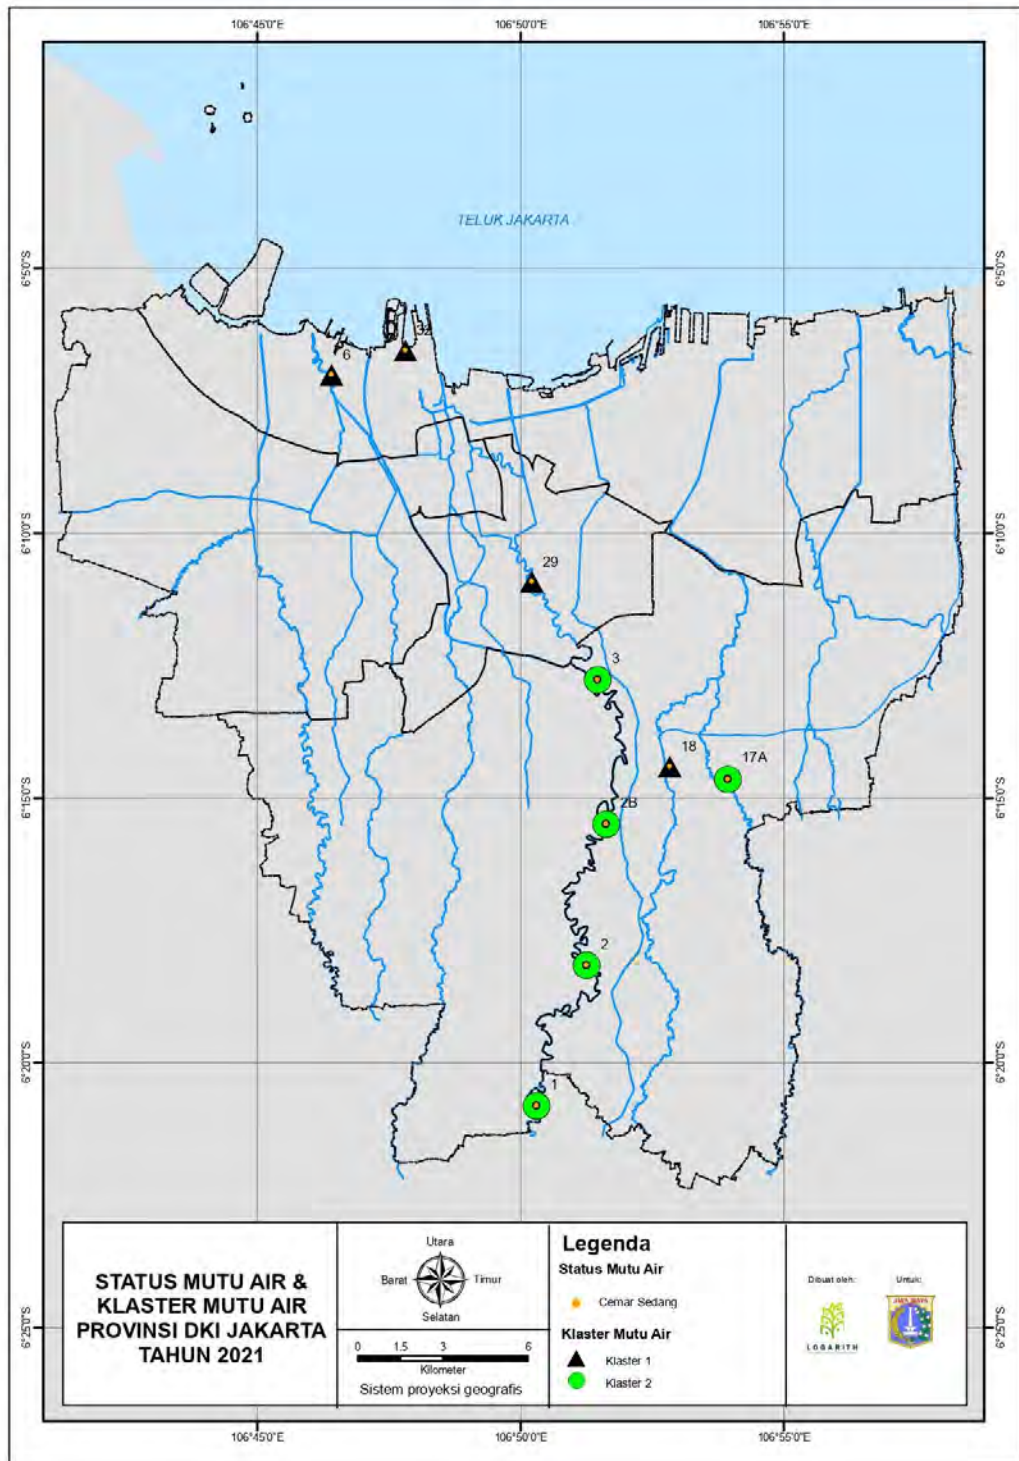 106°45'0"E
106°50'0"E
106°55'0"E
TELUK JAKARTA
6°5'0"S
6°5'0"S
32
6
6°10'0"S
6°10'0"S
29
3
18
17A
6°15'0"S
6°15'0"S
2B
2
6°20'0"S
6°20'0"S
1
STATUS MUTU AIR &
KLASTER MUTU AIR
PROVINSI DKI JAKARTA
TAHUN 2021
Utara
Barat
Timur
Selatan
0 1.5 3 6
Kilometer
Sistem proyeksi geografis
Legenda
Status Mutu Air
Cemar Sedang
Klaster Mutu Air
Klaster 1
Klaster 2
Dibuat oleh:
LOGARITH
Untuk:
JAYA RAYA
6°25'0"S
6°25'0"S
106°45'0"E
106°50'0"E
106°55'0"E